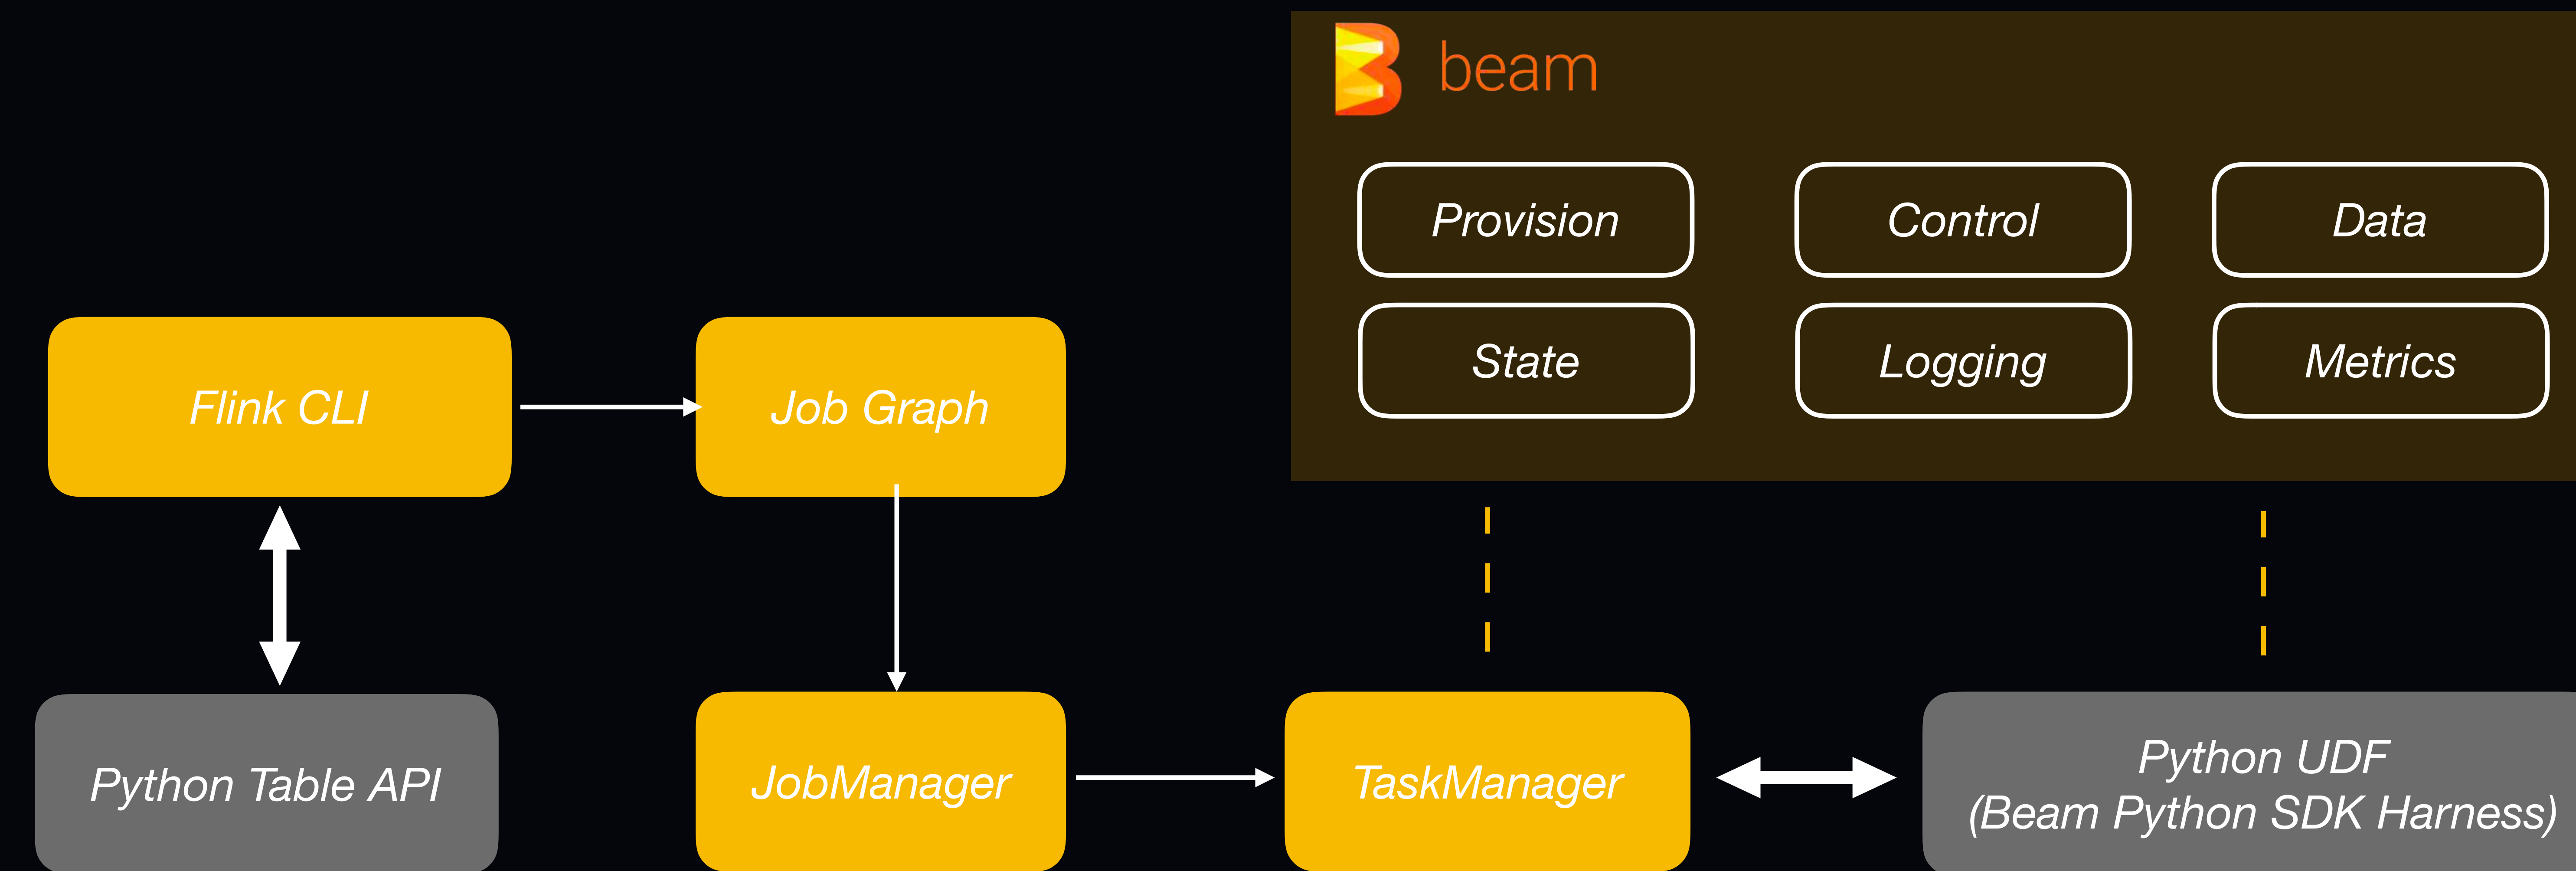 beam
Provision
Control
Data
State
Logging
Metrics
Flink CLI
Job Graph
Python Table API
JobManager
TaskManager
Python UDF
(Beam Python SDK Harness)